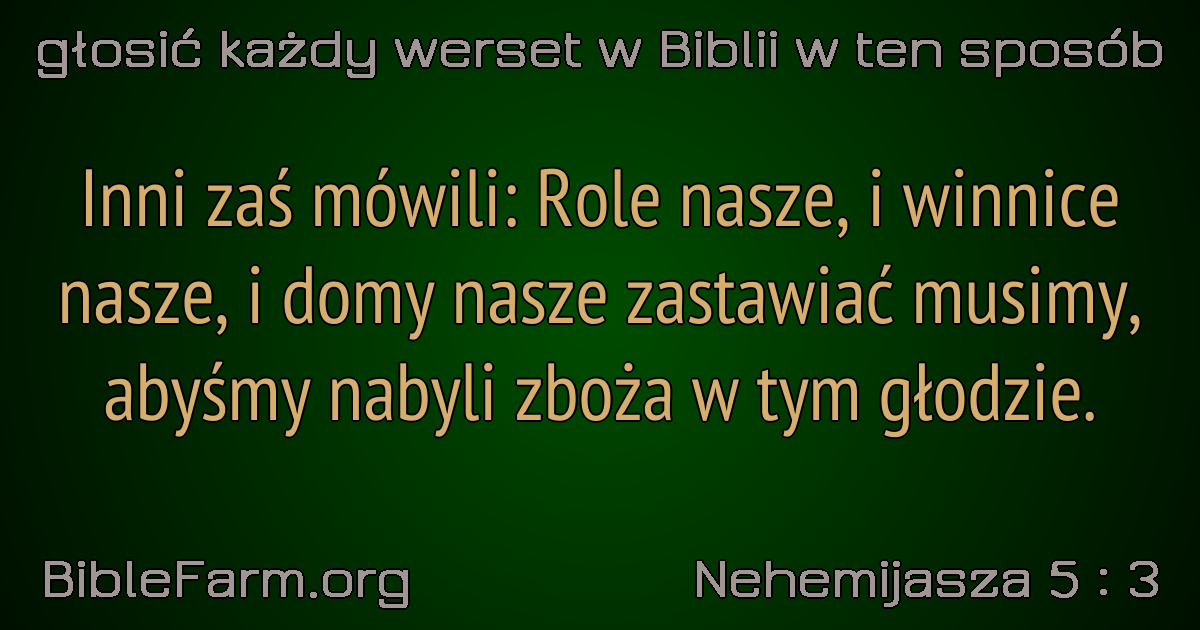 głosić każdy werset w Biblii w ten sposób
Inni zaś mówili: Role nasze, i winnice
nasze, i domy nasze zastawiać musimy,
abyśmy nabyli zboża w tym głodzie.
BibleFarm.org
Nehemijasza 5 : 3